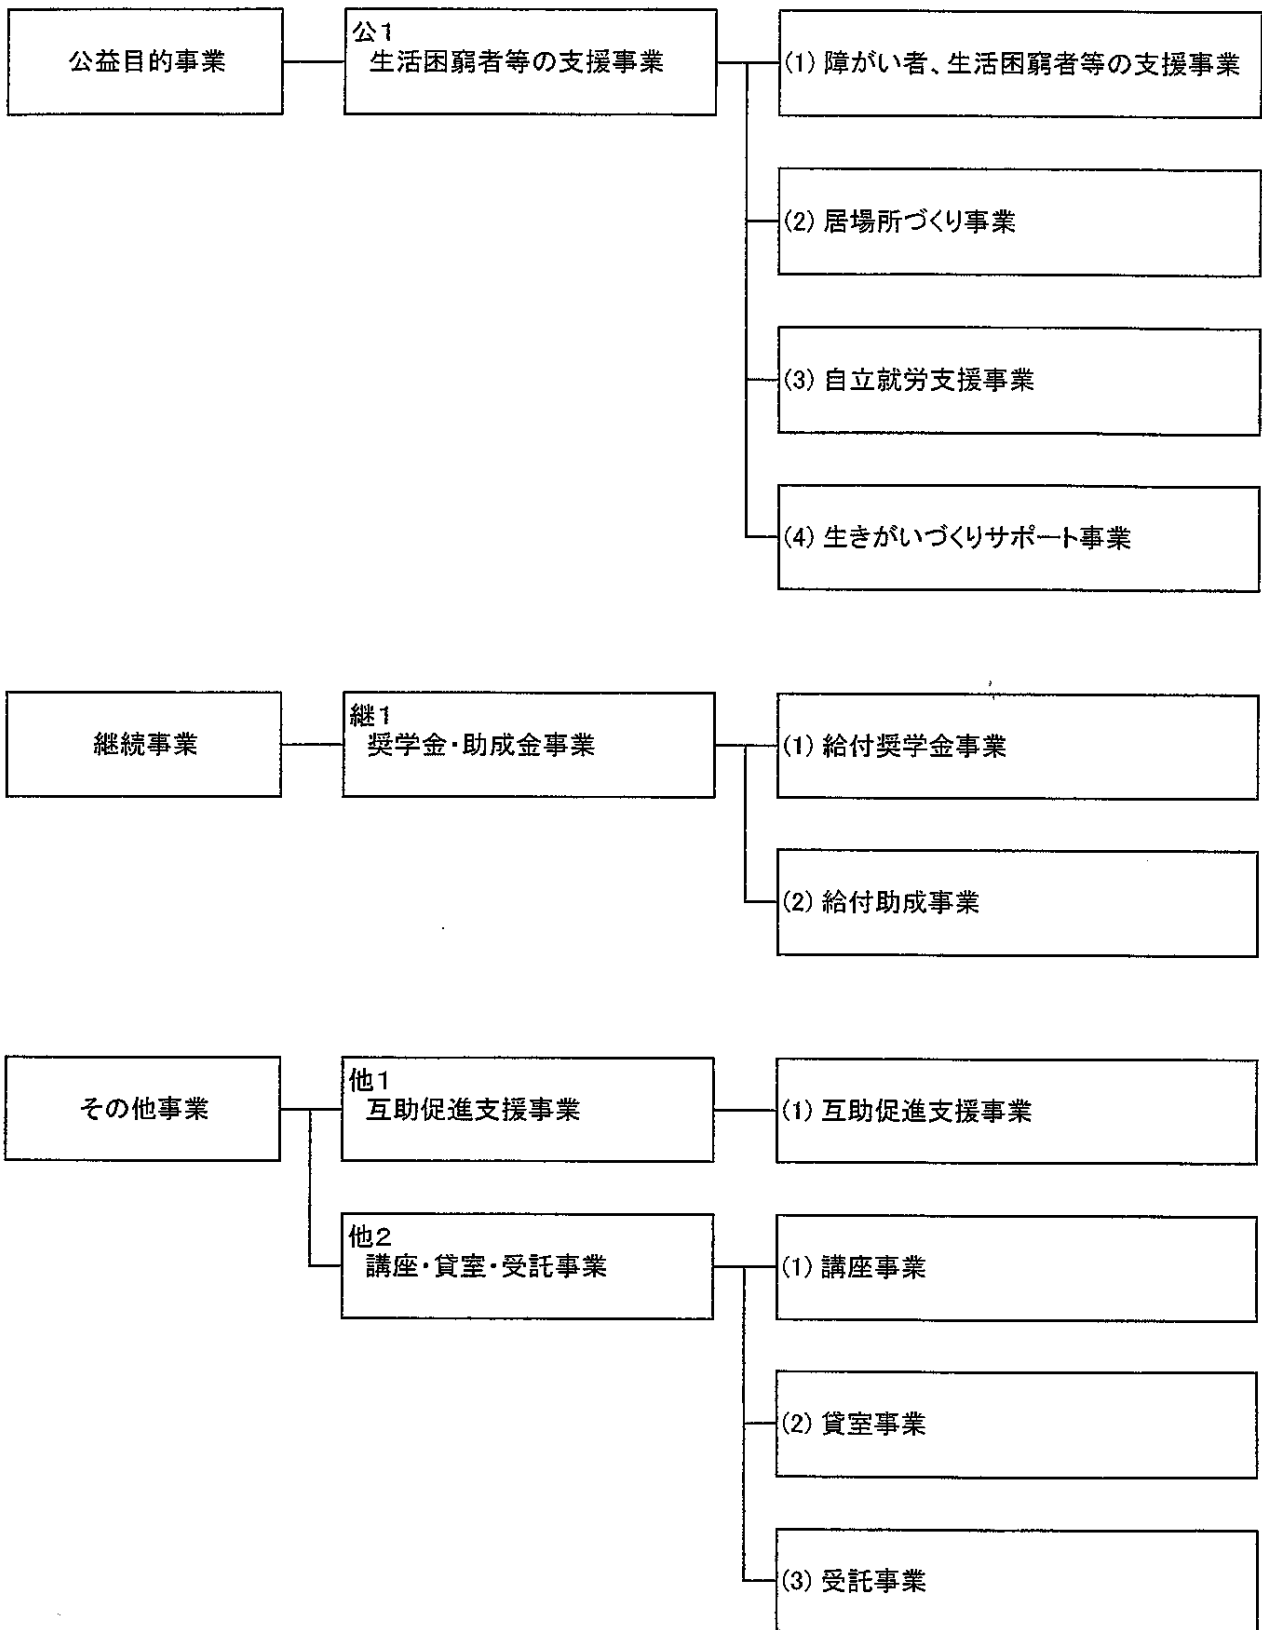 公益目的事業
公1
生活困窮者等の支援事業
(1) 障がい者、生活困窮者等の支援事業
(2) 居場所づくり事業
(3) 自立就労支援事業
(4) 生きがいづくりサポート事業
継続事業
継1
奨学金・助成金事業
(1) 給付奨学金事業
(2) 給付助成事業
その他事業
他1
互助促進支援事業
(1) 互助促進支援事業
他2
講座・貸室・受託事業
(1) 講座事業
(2) 貸室事業
(3) 受託事業